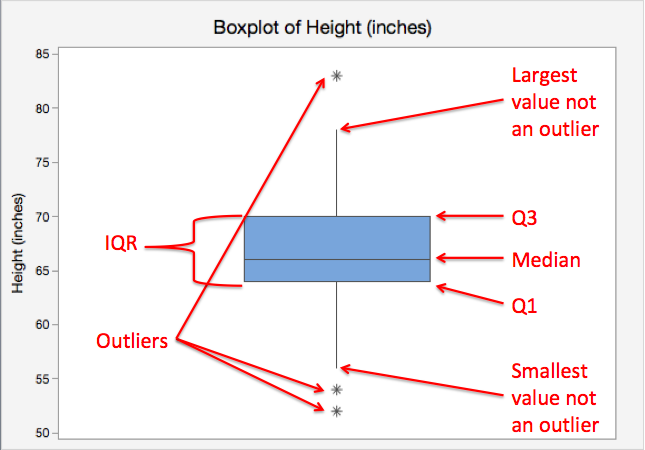 Boxplot of Height (inches)
85
80
75
70
65
60
55
50
Height (inches)
IQR
Outliers
Largest
value not
an outlier
Q3
Median
Q1
Smallest
value not
an outlier